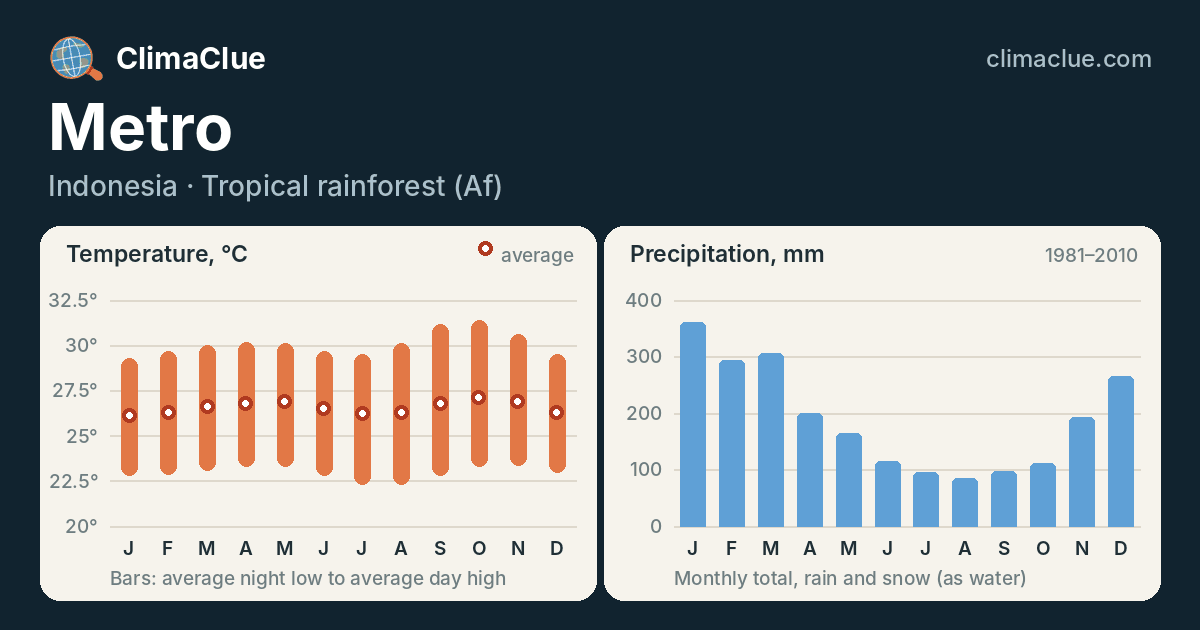 ClimaClue
climaclue.com
Metro
Indonesia · Tropical rainforest (Af)
Temperature, °C
average
32.5°
30°
27.5°
25°
22.5°
20°
J F M A M J J A S O N D
Bars: average night low to average day high
Precipitation, mm
1981–2010
400
300
200
100
0
J F M A M J J A S O N D
Monthly total, rain and snow (as water)